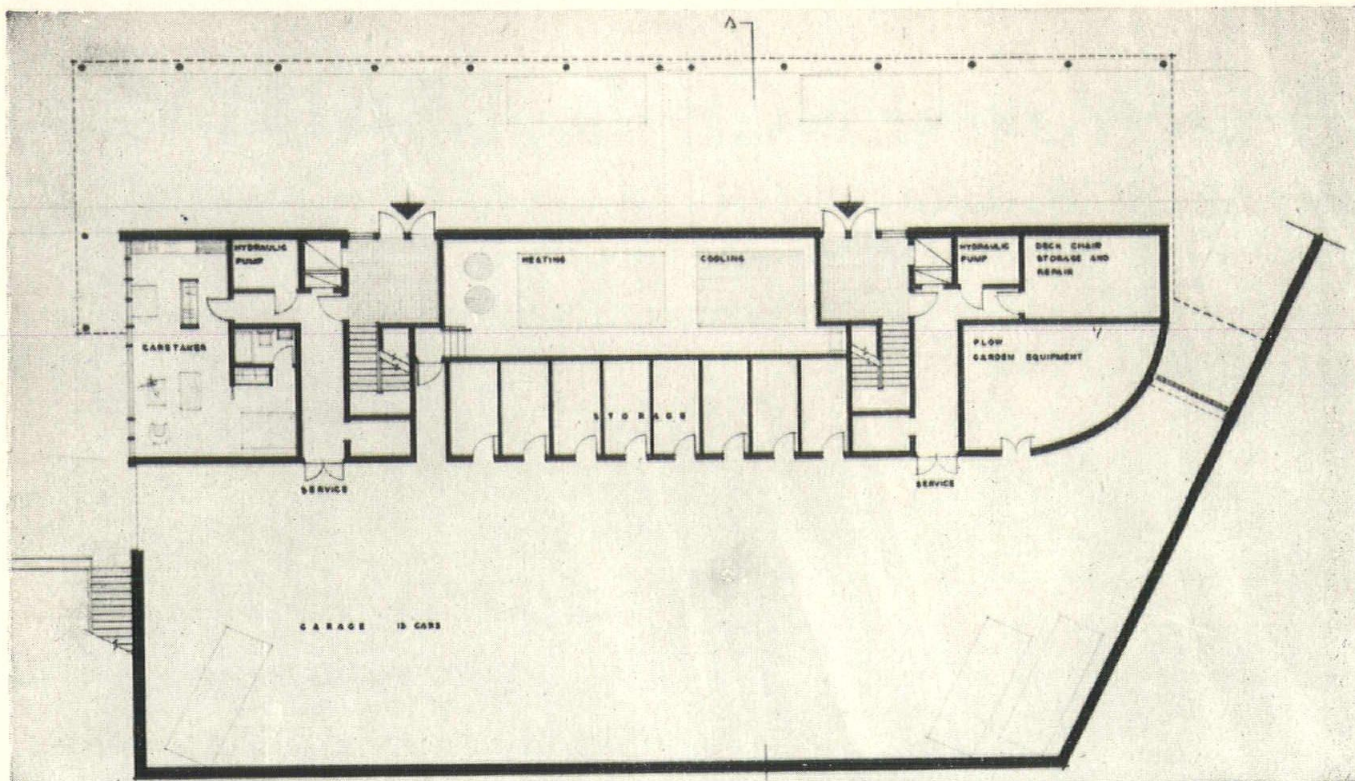 A
HYDRAULIC
PUMP
HEATING
COOLING
HYDRAULIC
PUMP
DECK CHAIR
STORAGE AND
REPAIR
CARETAKER
PLOW
GARDEN EQUIPMENT
STORAGE
SERVICE
SERVICE
GARAGE
CARS